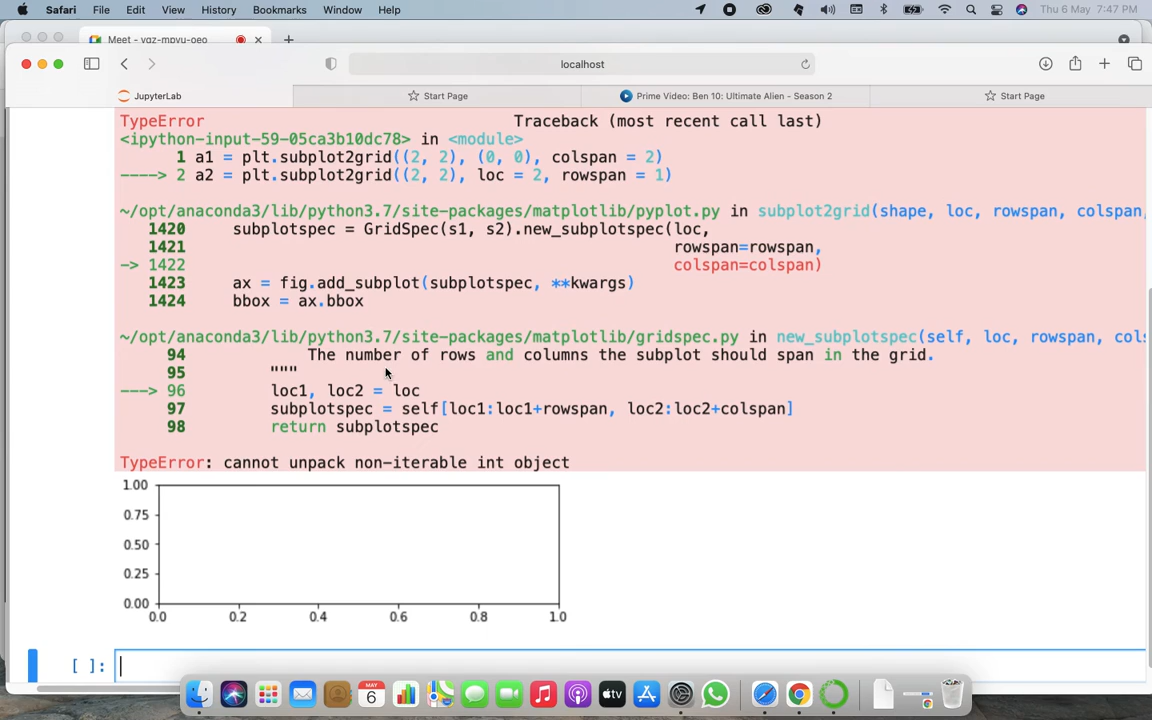 Safari File Edit View History Bookmarks Window Help Thu 6 May 7:47 PM
Meet - vgz-mpvu-oeo
localhost
JupyterLab Start Page Prime Video: Ben 10: Ultimate Alien - Season 2 Start Page
TypeError Traceback (most recent call last)
<ipython-input-59-05ca3b10dc78> in <module>
1 a1 = plt.subplot2grid((2, 2), (0, 0), colspan = 2)
----> 2 a2 = plt.subplot2grid((2, 2), loc = 2, rowspan = 1)
~/opt/anaconda3/lib/python3.7/site-packages/matplotlib/pyplot.py in subplot2grid(shape, loc, rowspan, colspan,
1420 subplotspec = GridSpec(s1, s2).new_subplotspec(loc,
1421 rowspan=rowspan,
-> 1422 colspan=colspan)
1423 ax = fig.add_subplot(subplotspec, **kwargs)
1424 bbox = ax.bbox
~/opt/anaconda3/lib/python3.7/site-packages/matplotlib/gridspec.py in new_subplotspec(self, loc, rowspan, cols
94 The number of rows and columns the subplot should span in the grid.
95 """
---> 96 loc1, loc2 = loc
97 subplotspec = self[loc1:loc1+rowspan, loc2:loc2+colspan]
98 return subplotspec
TypeError: cannot unpack non-iterable int object
1.00
0.75
0.50
0.25
0.00
0.0 0.2 0.4 0.6 0.8 1.0
[ ]:
MAY
6
tv